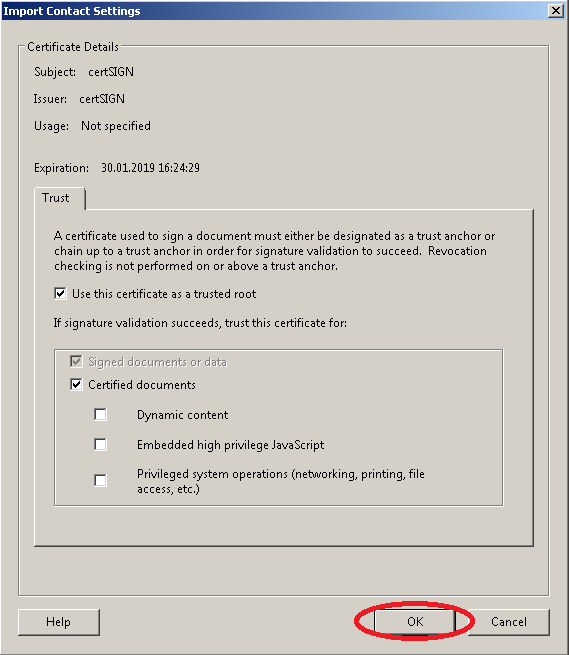 Import Contact Settings
Certificate Details
Subject: certSIGN
Issuer: certSIGN
Usage: Not specified
Expiration: 30.01.2019 16:24:29
Trust
A certificate used to sign a document must either be designated as a trust anchor or
chain up to a trust anchor in order for signature validation to succeed. Revocation
checking is not performed on or above a trust anchor.
Use this certificate as a trusted root
If signature validation succeeds, trust this certificate for:
Signed documents or data
Certified documents
Dynamic content
Embedded high privilege JavaScript
Privileged system operations (networking, printing, file
access, etc.)
Help
OK
Cancel